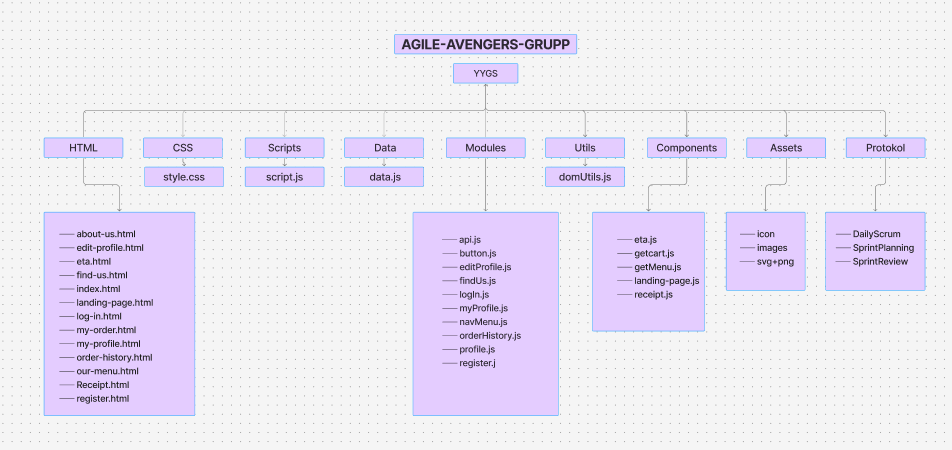 AGILE-AVENGERS-GRUPP
YYGS
HTML
CSS
Scripts
Data
Modules
Utils
Components
Assets
Protokol
style.css
script.js
data.js
domUtils.js
about-us.html
edit-profile.html
eta.html
find-us.html
index.html
landing-page.html
log-in.html
my-order.html
my-profile.html
order-history.html
our-menu.html
Receipt.html
register.html
api.js
button.js
editProfile.js
findUs.js
logIn.js
myProfile.js
navMenu.js
orderHistory.js
profile.js
register.j
eta.js
getcart.js
getMenu.js
landing-page.js
receipt.js
icon
images
svg+png
DailyScrum
SprintPlanning
SprintReview